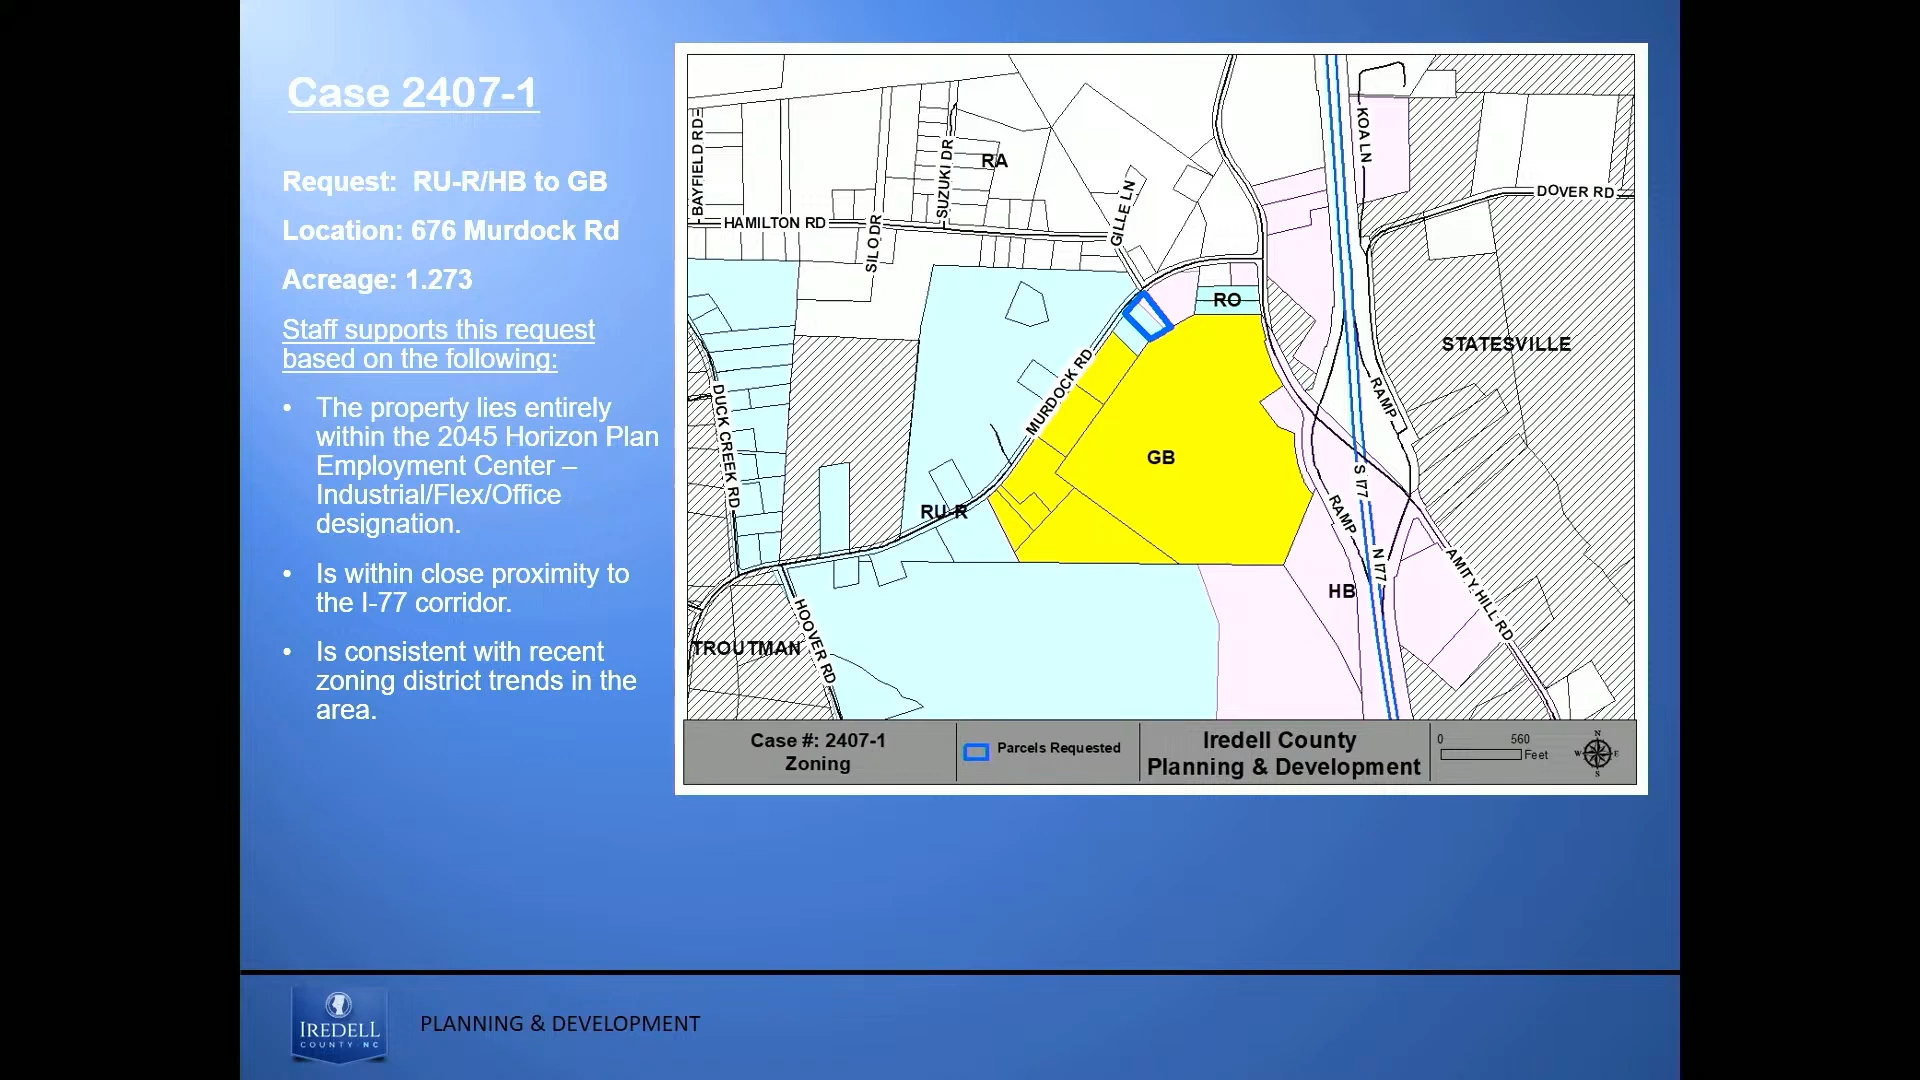 Case 2407-1
Request: RU-R/HB to GB
Location: 676 Murdock Rd
Acreage: 1.273
Staff supports this request
based on the following:
• The property lies entirely
within the 2045 Horizon Plan
Employment Center –
Industrial/Flex/Office
designation.
• Is within close proximity to
the I-77 corridor.
• Is consistent with recent
zoning district trends in the
area.
BAYFIELD RD
HAMILTON RD
SILO DR
SUZUKI DR
RA
GILLE LN
KOA LN
DOVER RD
RO
STATESVILLE
MURDOCK RD
DUCK CREEK RD
RAMP
GB
S I77
RU-R
RAMP
N I77
HB
AMITY HILL RD
TROUTMAN
HOOVER RD
Case #: 2407-1
Zoning
Parcels Requested
Iredell County
Planning & Development
0 560
Feet
N
W E
S
IREDELL
COUNTY NC
PLANNING & DEVELOPMENT